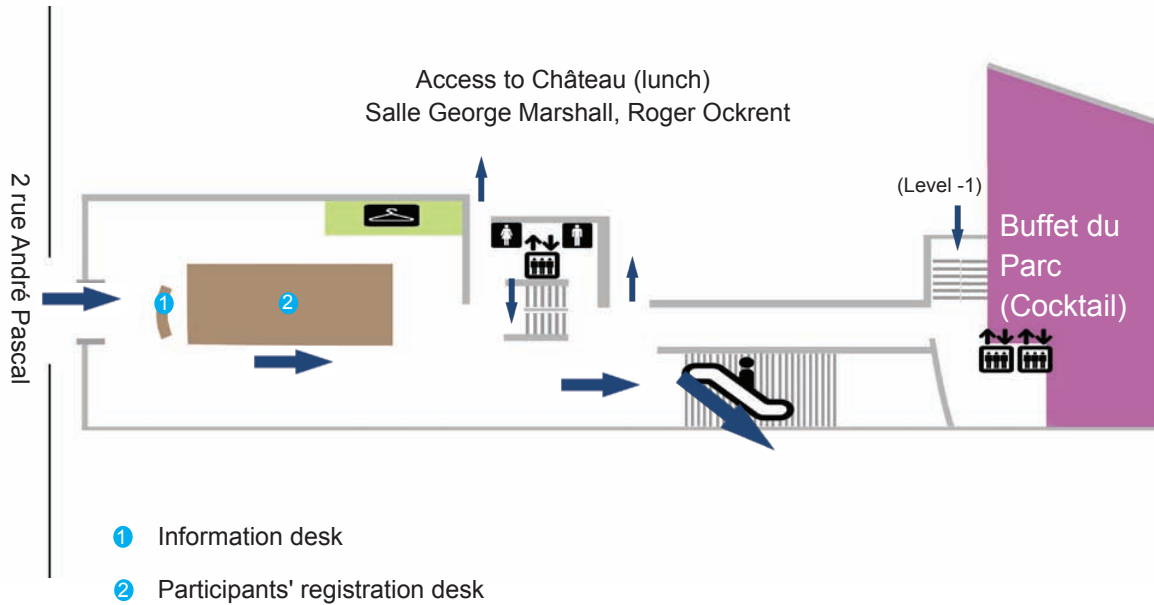 Access to Château (lunch)
Salle George Marshall, Roger Ockrent
2 rue André Pascal
(Level -1)
Buffet du
Parc
(Cocktail)
1
2
1 Information desk
2 Participants' registration desk